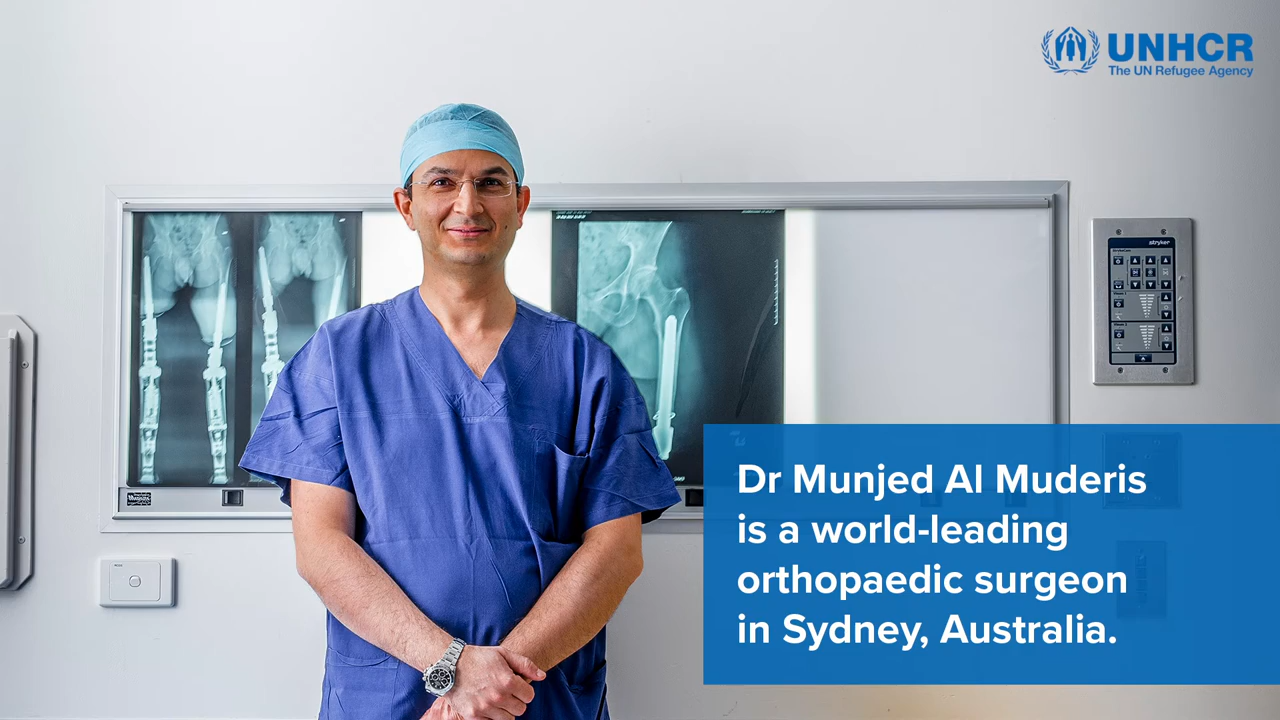 UNHCR
The UN Refugee Agency
stryker
Dr Munjed Al Muderis
is a world-leading
orthopaedic surgeon
in Sydney, Australia.